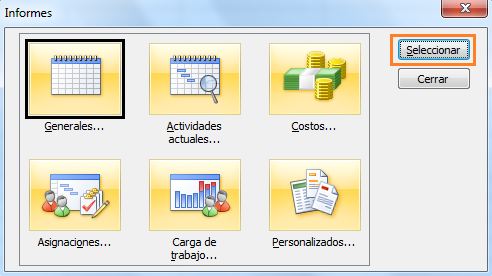 Informes
Seleccionar
Cerrar
Generales...
Actividades
actuales...
Costos...
Asignaciones...
Carga de
trabajo...
Personalizados...